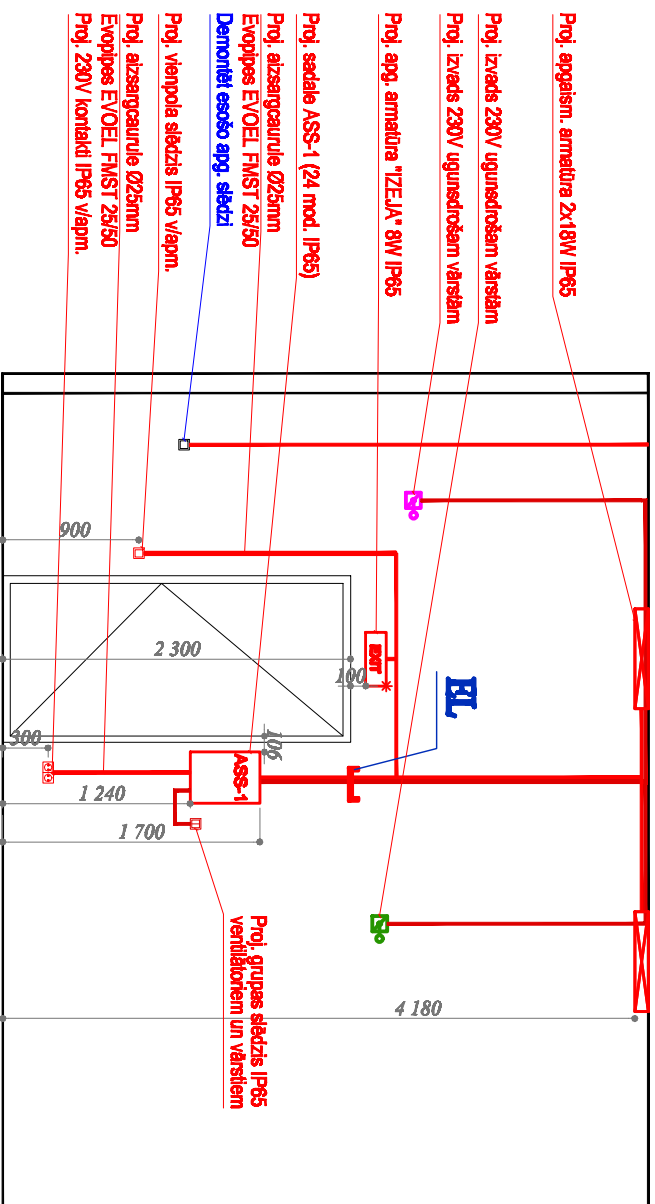 Proj. apgaism. armatūra 2x18W IP65
Proj. izvads 230V ugunsdrošam vārstām
Proj. izvads 230V ugunsdrošam vārstām
Proj. apg. armatūra "IZEJA" 8W IP65
Proj. sadale ASS-1 (24 mod. IP65)
Proj. aizsargcaurule Ø25mm
Evopipes EVOEL FMST 25/50
Demontēt esošo apg. slēdzi
Proj. vienpola slēdzis IP65 v/apm.
Proj. aizsargcaurule Ø25mm
Evopipes EVOEL FMST 25/50
Proj. 230V kontakti IP65 v/apm.
EL
EXIT
100
2 300
900
106
ASS-1
300
1 240
1 700
4 180
Proj. grupas slēdzis IP65
ventilātoriem un vārstiem